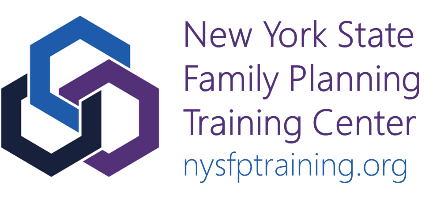 New York State
Family Planning
Training Center
nysfptraining.org